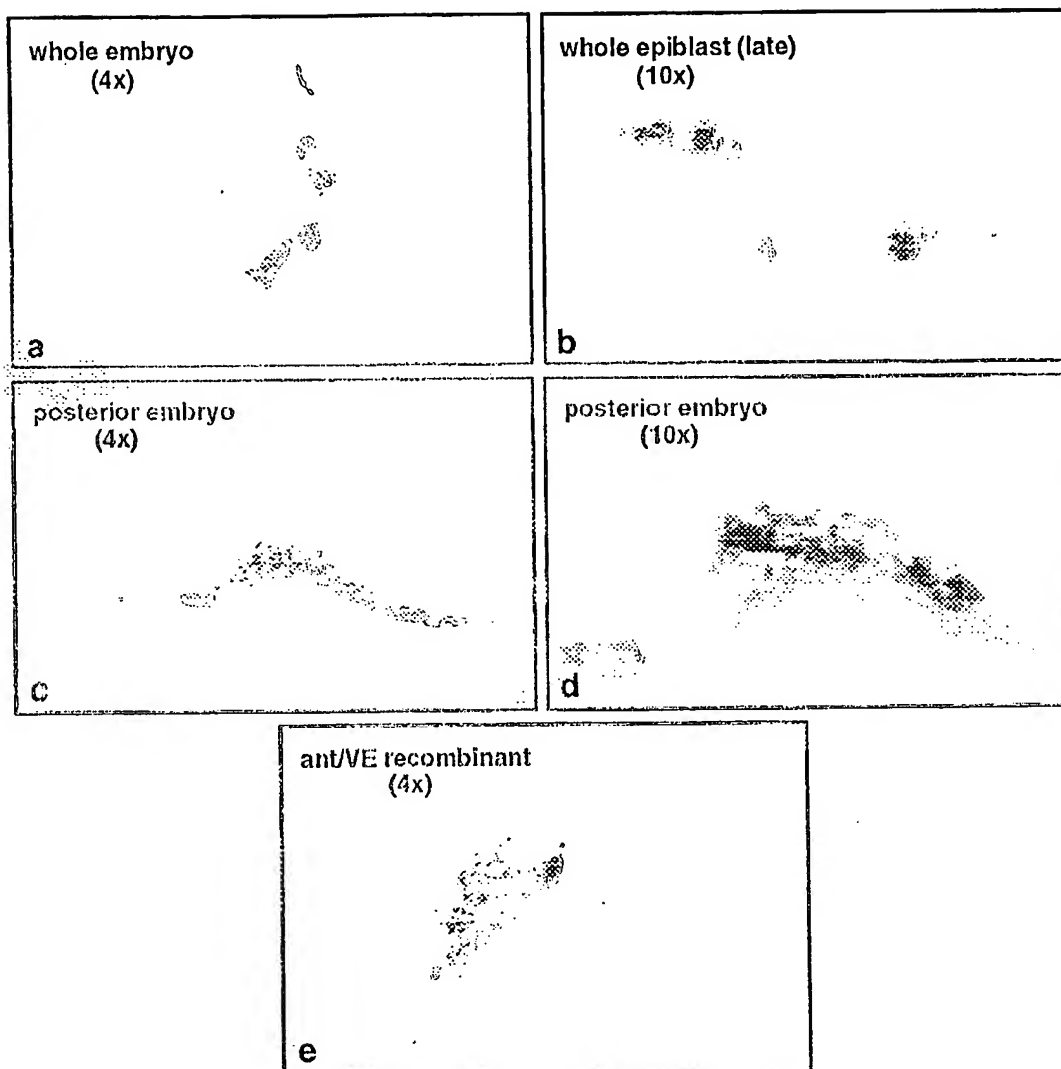 whole embryo
(4x)
a
whole epiblast (late)
(10x)
b
posterior embryo
(4x)
c
posterior embryo
(10x)
d
ant/VE recombinant
(4x)
e